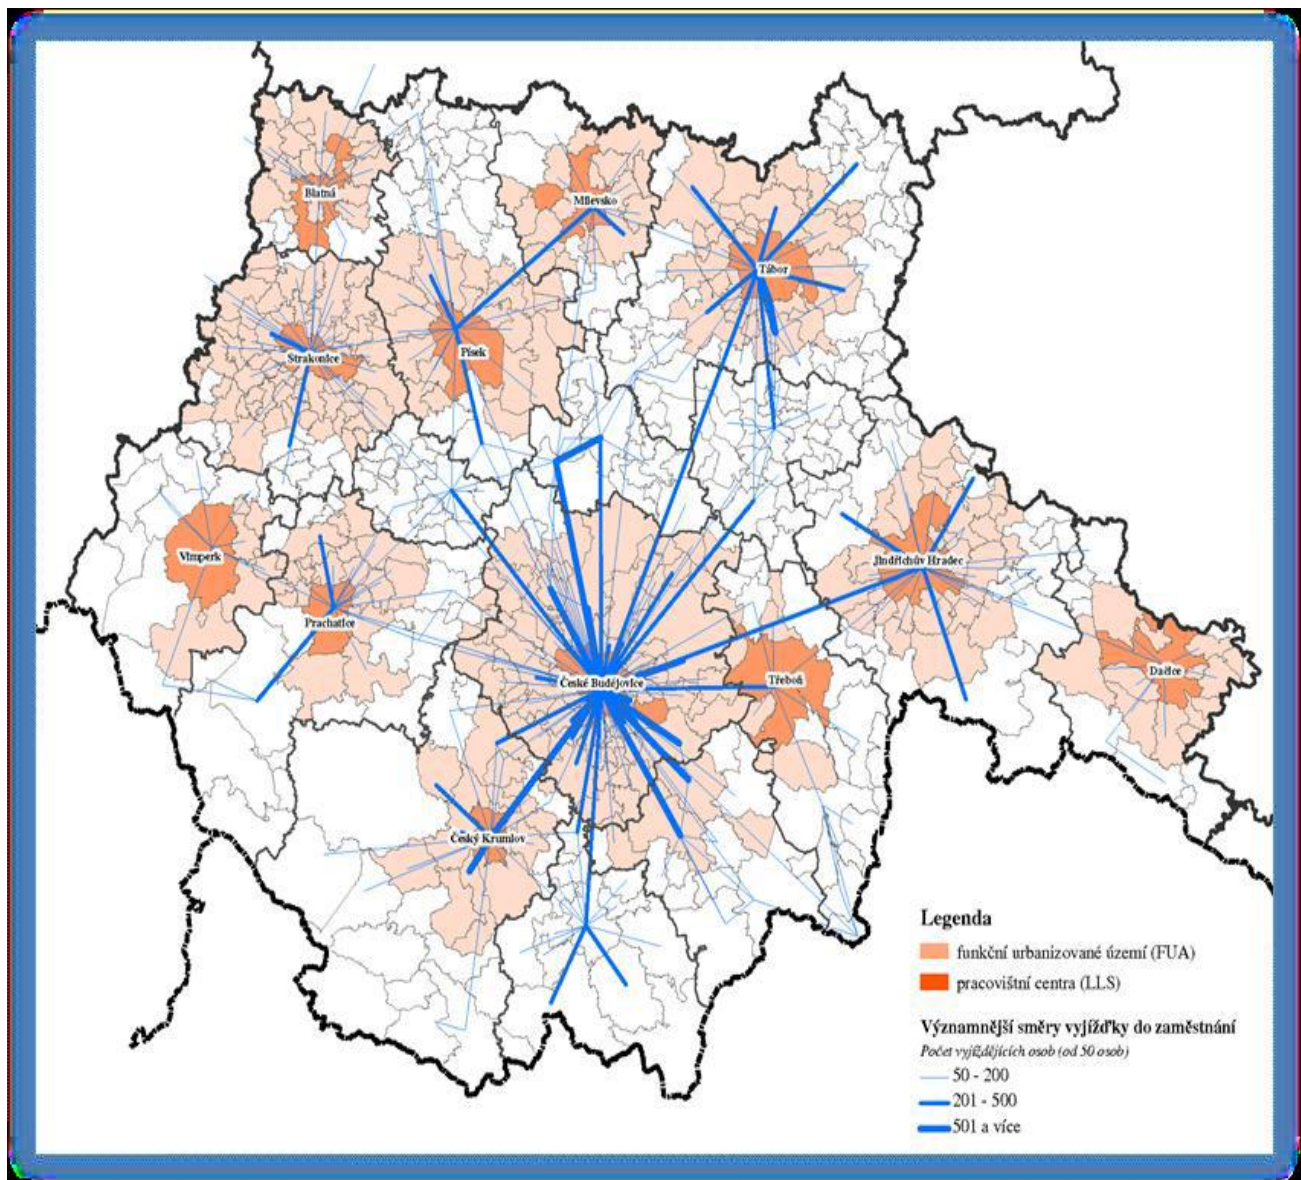 Blatná
Milevsko
Tábor
Strakonice
Písek
Vimperk
Jindřichův Hradec
Prachatice
České Budějovice
Třeboň
Dačice
Český Krumlov
Legenda
funkční urbanizované území (FUA)
pracovištní centra (LLS)
Významnější směry vyjížďky do zaměstnání
Počet vyjíždějících osob (od 50 osob)
50 - 200
201 - 500
501 a více